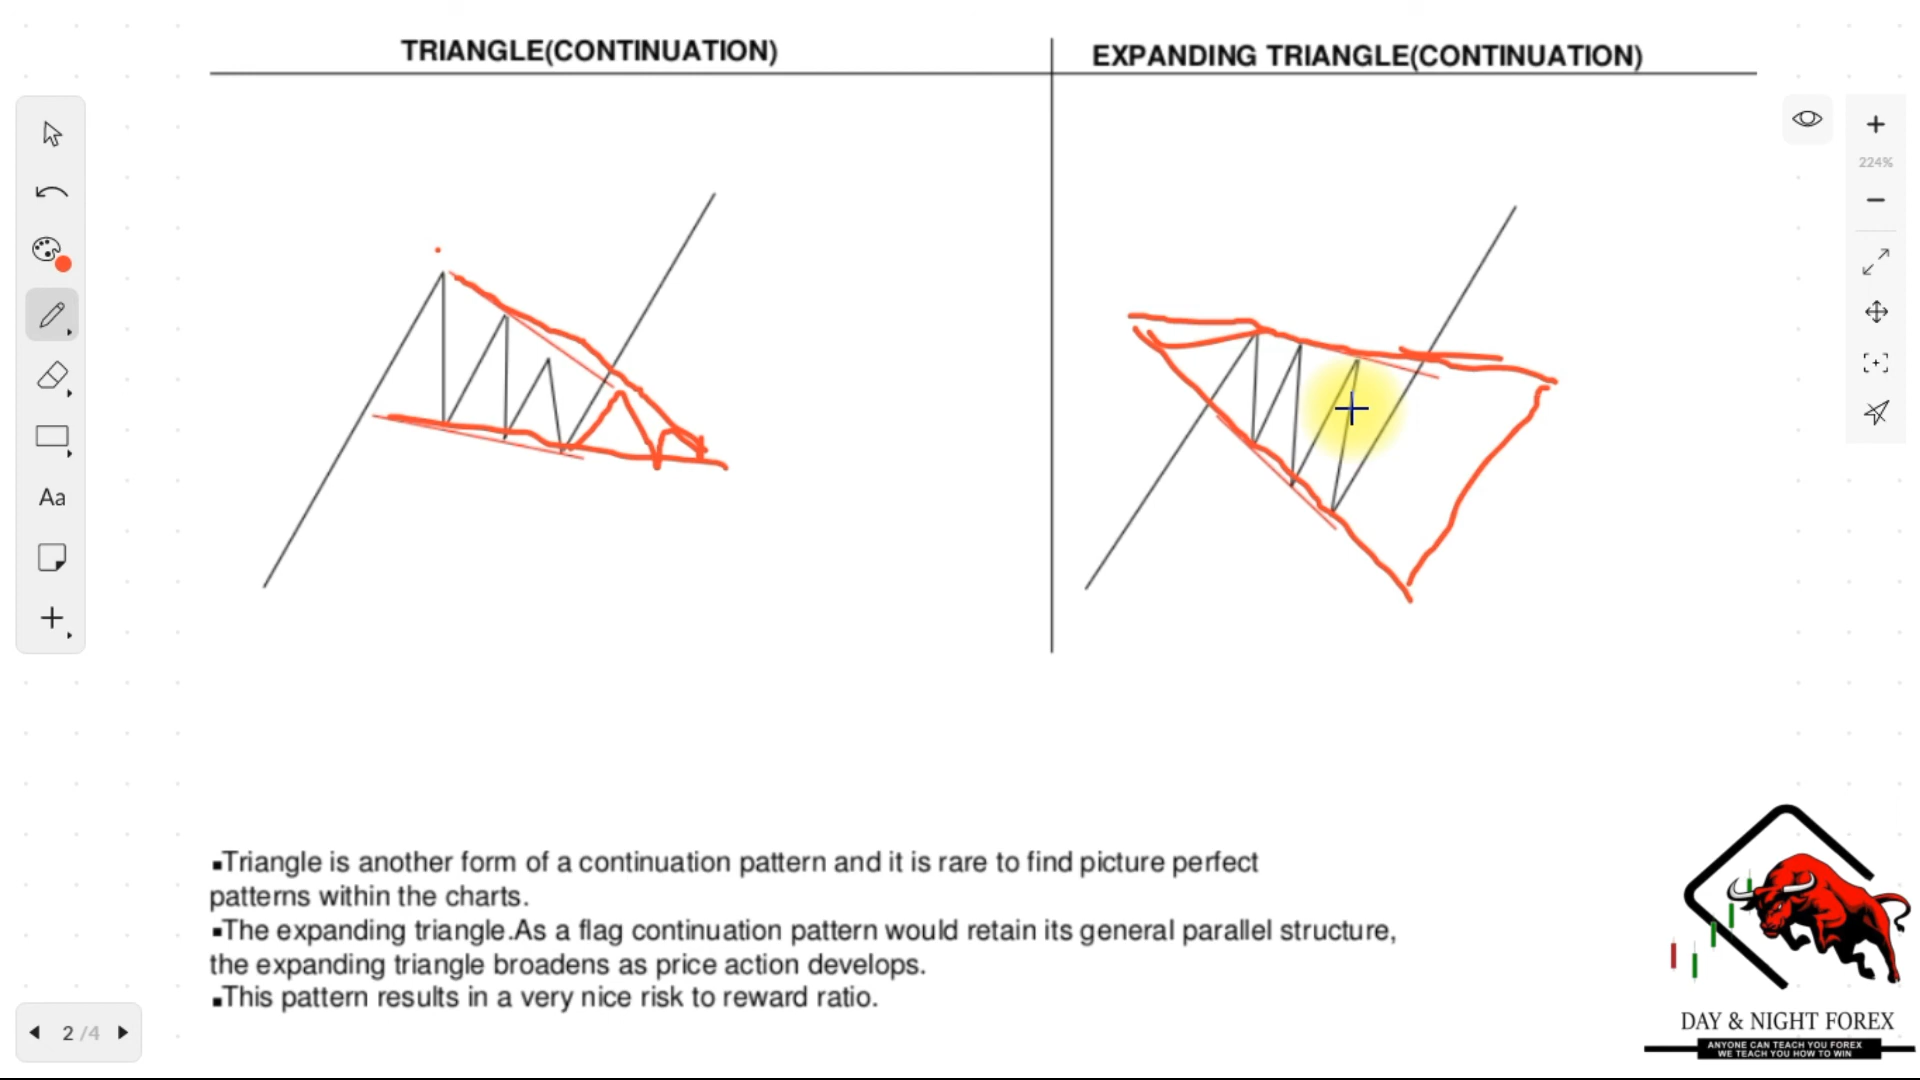 TRIANGLE(CONTINUATION)
EXPANDING TRIANGLE(CONTINUATION)
224%
Aa
▪Triangle is another form of a continuation pattern and it is rare to find picture perfect
patterns within the charts.
▪The expanding triangle.As a flag continuation pattern would retain its general parallel structure,
the expanding triangle broadens as price action develops.
▪This pattern results in a very nice risk to reward ratio.
2 /4
DAY & NIGHT FOREX
ANYONE CAN TEACH YOU FOREX
WE TEACH YOU HOW TO WIN